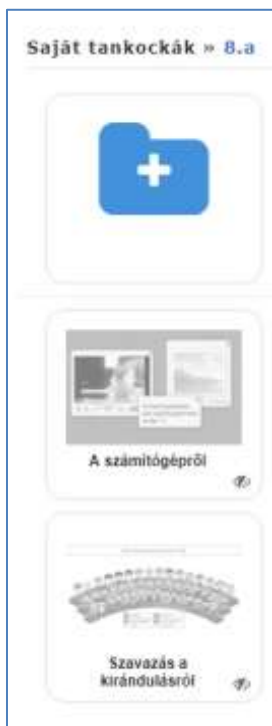 Saját tankockák » 8.a
A számítógépről
Szavazás a
kirándulásról